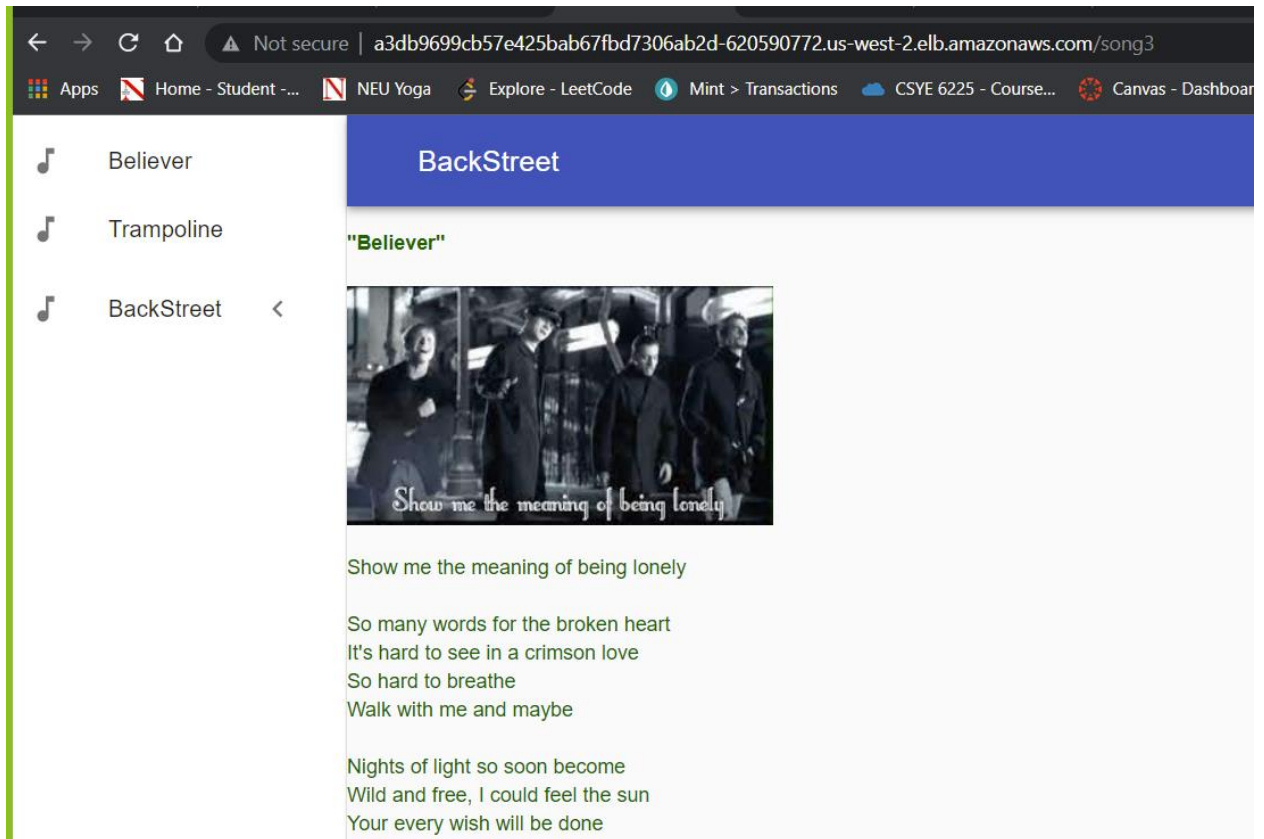 Not secure | a3db9699cb57e425bab67fbd7306ab2d-620590772.us-west-2.elb.amazonaws.com/song3
Apps Home - Student -... NEU Yoga Explore - LeetCode Mint > Transactions CSYE 6225 - Course... Canvas - Dashboar
Believer
Trampoline
BackStreet
BackStreet
"Believer"
Show me the meaning of being lonely
Show me the meaning of being lonely
So many words for the broken heart
It's hard to see in a crimson love
So hard to breathe
Walk with me and maybe
Nights of light so soon become
Wild and free, I could feel the sun
Your every wish will be done